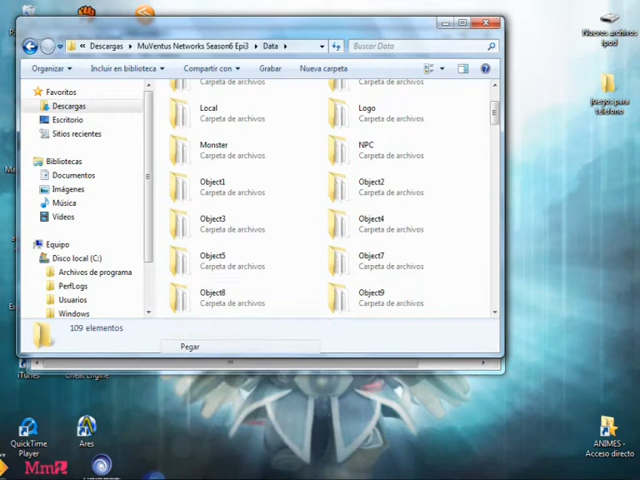 Descargas ▸ MuVentus Networks Season6 Epi3 ▸ Data ▸
Buscar Data
Organizar
Incluir en biblioteca
Compartir con
Grabar
Nueva carpeta
Favoritos
Descargas
Escritorio
Sitios recientes
Bibliotecas
Documentos
Imágenes
Música
Vídeos
Equipo
Disco local (C:)
Archivos de programa
PerfLogs
Usuarios
Windows
Carpeta de archivos
Carpeta de archivos
Local
Carpeta de archivos
Logo
Carpeta de archivos
Monster
Carpeta de archivos
NPC
Carpeta de archivos
Object1
Carpeta de archivos
Object2
Carpeta de archivos
Object3
Carpeta de archivos
Object4
Carpeta de archivos
Object5
Carpeta de archivos
Object7
Carpeta de archivos
Object8
Carpeta de archivos
Object9
Carpeta de archivos
109 elementos
Pegar
Nuevos archivos
ipod
juegos para
telefono
iTunes
Cheat Engine
QuickTime
Player
Ares
ANIMES -
Acceso directo